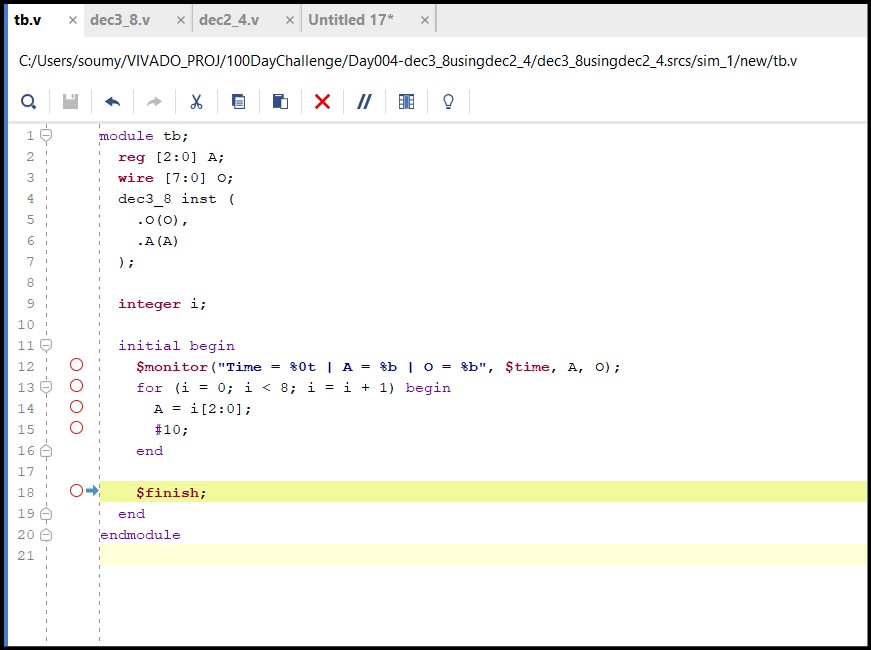 tb.v × dec3_8.v × dec2_4.v × Untitled 17* ×
C:/Users/soumy/VIVADO_PROJ/100DayChallenge/Day004-dec3_8usingdec2_4/dec3_8usingdec2_4.srcs/sim_1/new/tb.v
1 module tb;
2 reg [2:0] A;
3 wire [7:0] O;
4 dec3_8 inst (
5 .O(O),
6 .A(A)
7 );
8
9 integer i;
10
11 initial begin
12 $monitor("Time = %0t | A = %b | O = %b", $time, A, O);
13 for (i = 0; i < 8; i = i + 1) begin
14 A = i[2:0];
15 #10;
16 end
17
18 $finish;
19 end
20 endmodule
21